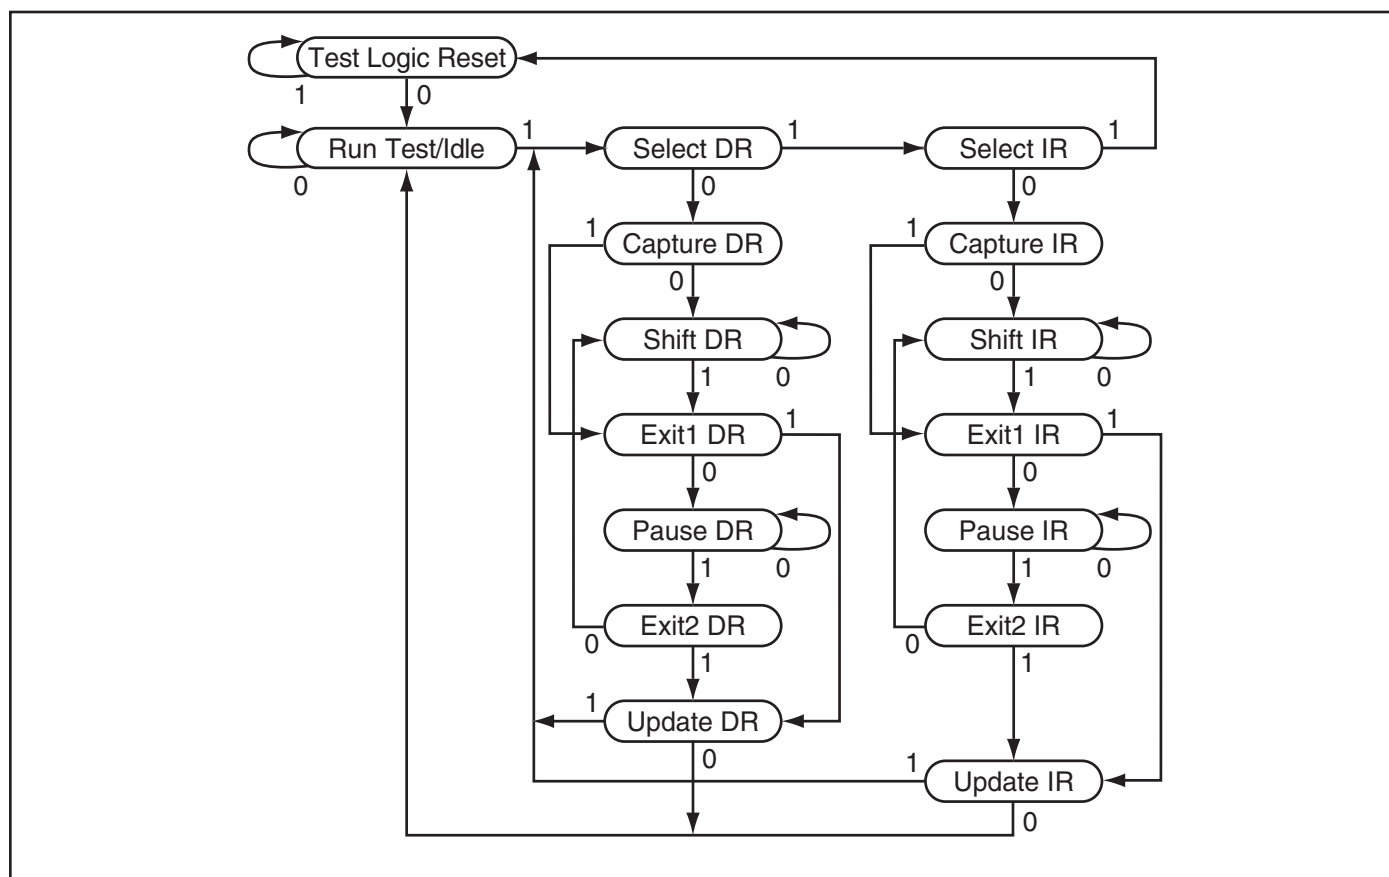 Test Logic Reset
1 0
Run Test/Idle 1 Select DR 1 Select IR 1
0 0 0
1 Capture DR 1 Capture IR
0 0
Shift DR Shift IR
1 0 1 0
Exit1 DR 1 Exit1 IR 1
0 0
Pause DR Pause IR
1 0 1 0
Exit2 DR Exit2 IR
0 1 0 1
1 Update DR
0 1 Update IR
0